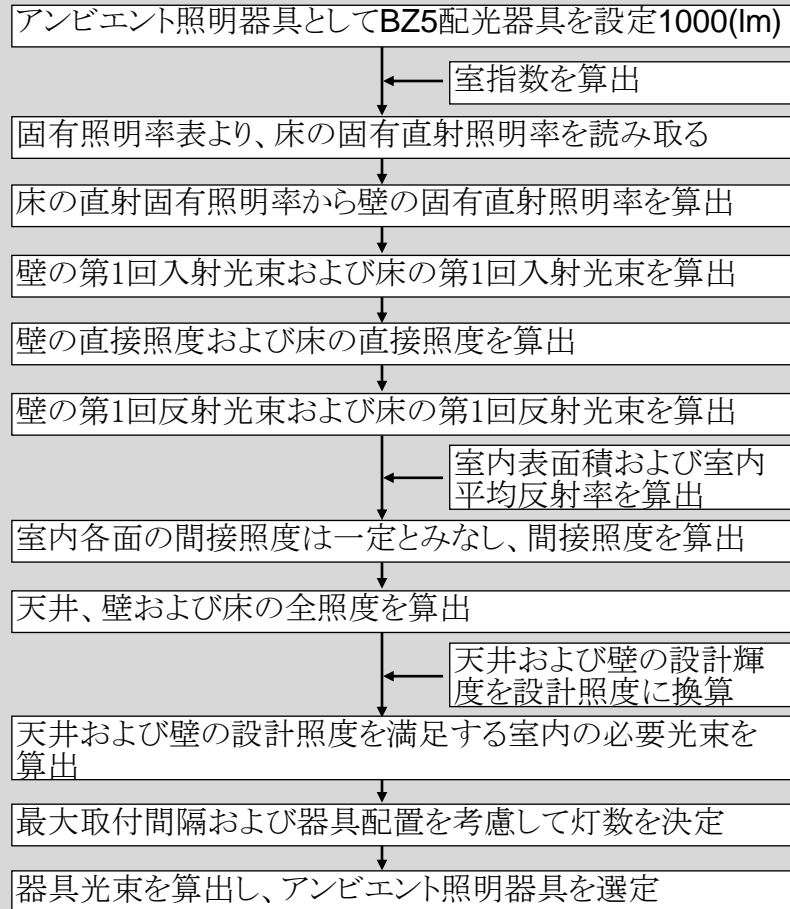 アンビエント照明器具としてBZ5配光器具を設定1000(lm)
室指数を算出
固有照明率表より、床の固有直射照明率を読み取る
床の直射固有照明率から壁の固有直射照明率を算出
壁の第1回入射光束および床の第1回入射光束を算出
壁の直接照度および床の直接照度を算出
壁の第1回反射光束および床の第1回反射光束を算出
室内表面積および室内
平均反射率を算出
室内各面の間接照度は一定とみなし、間接照度を算出
天井、壁および床の全照度を算出
天井および壁の設計輝
度を設計照度に換算
天井および壁の設計照度を満足する室内の必要光束を
算出
最大取付間隔および器具配置を考慮して灯数を決定
器具光束を算出し、アンビエント照明器具を選定